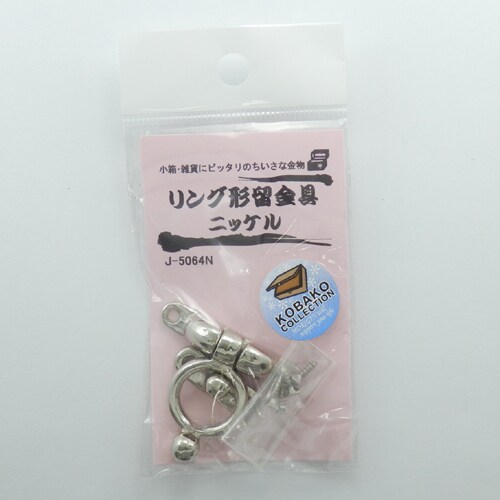 小箱・雑貨にピッタリのちいさな金物
リング形留金具
ニッケル
J-5064N
KOBAKO
COLLECTION